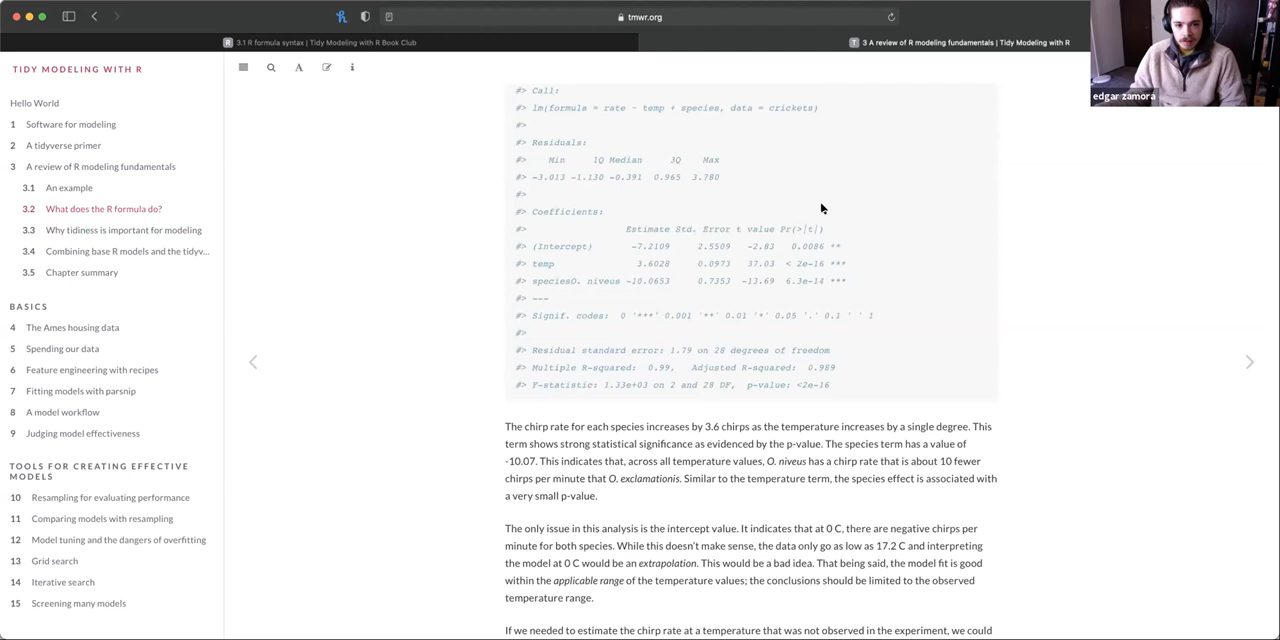 tmwr.org
R 3.1 R formula syntax | Tidy Modeling with R Book Club
T 3 A review of R modeling fundamentals | Tidy Modeling with R
edgar zamora
TIDY MODELING WITH R
Hello World
1 Software for modeling
2 A tidyverse primer
3 A review of R modeling fundamentals
3.1 An example
3.2 What does the R formula do?
3.3 Why tidiness is important for modeling
3.4 Combining base R models and the tidyv...
3.5 Chapter summary
BASICS
4 The Ames housing data
5 Spending our data
6 Feature engineering with recipes
7 Fitting models with parsnip
8 A model workflow
9 Judging model effectiveness
TOOLS FOR CREATING EFFECTIVE
MODELS
10 Resampling for evaluating performance
11 Comparing models with resampling
12 Model tuning and the dangers of overfitting
13 Grid search
14 Iterative search
15 Screening many models
A
#> Call:
#> lm(formula = rate ~ temp + species, data = crickets)
#>
#> Residuals:
#> Min 1Q Median 3Q Max
#> -3.013 -1.130 -0.391 0.965 3.780
#>
#> Coefficients:
#> Estimate Std. Error t value Pr(>|t|)
#> (Intercept) -7.2109 2.5509 -2.83 0.0086 **
#> temp 3.6028 0.0973 37.03 < 2e-16 ***
#> speciesO. niveus -10.0653 0.7353 -13.69 6.3e-14 ***
#> ---
#> Signif. codes: 0 '***' 0.001 '**' 0.01 '*' 0.05 '.' 0.1 ' ' 1
#>
#> Residual standard error: 1.79 on 28 degrees of freedom
#> Multiple R-squared: 0.99, Adjusted R-squared: 0.989
#> F-statistic: 1.33e+03 on 2 and 28 DF, p-value: <2e-16
The chirp rate for each species increases by 3.6 chirps as the temperature increases by a single degree. This
term shows strong statistical significance as evidenced by the p-value. The species term has a value of
-10.07. This indicates that, across all temperature values, O. niveus has a chirp rate that is about 10 fewer
chirps per minute that O. exclamationis. Similar to the temperature term, the species effect is associated with
a very small p-value.
The only issue in this analysis is the intercept value. It indicates that at 0 C, there are negative chirps per
minute for both species. While this doesn't make sense, the data only go as low as 17.2 C and interpreting
the model at 0 C would be an extrapolation. This would be a bad idea. That being said, the model fit is good
within the applicable range of the temperature values; the conclusions should be limited to the observed
temperature range.
If we needed to estimate the chirp rate at a temperature that was not observed in the experiment, we could